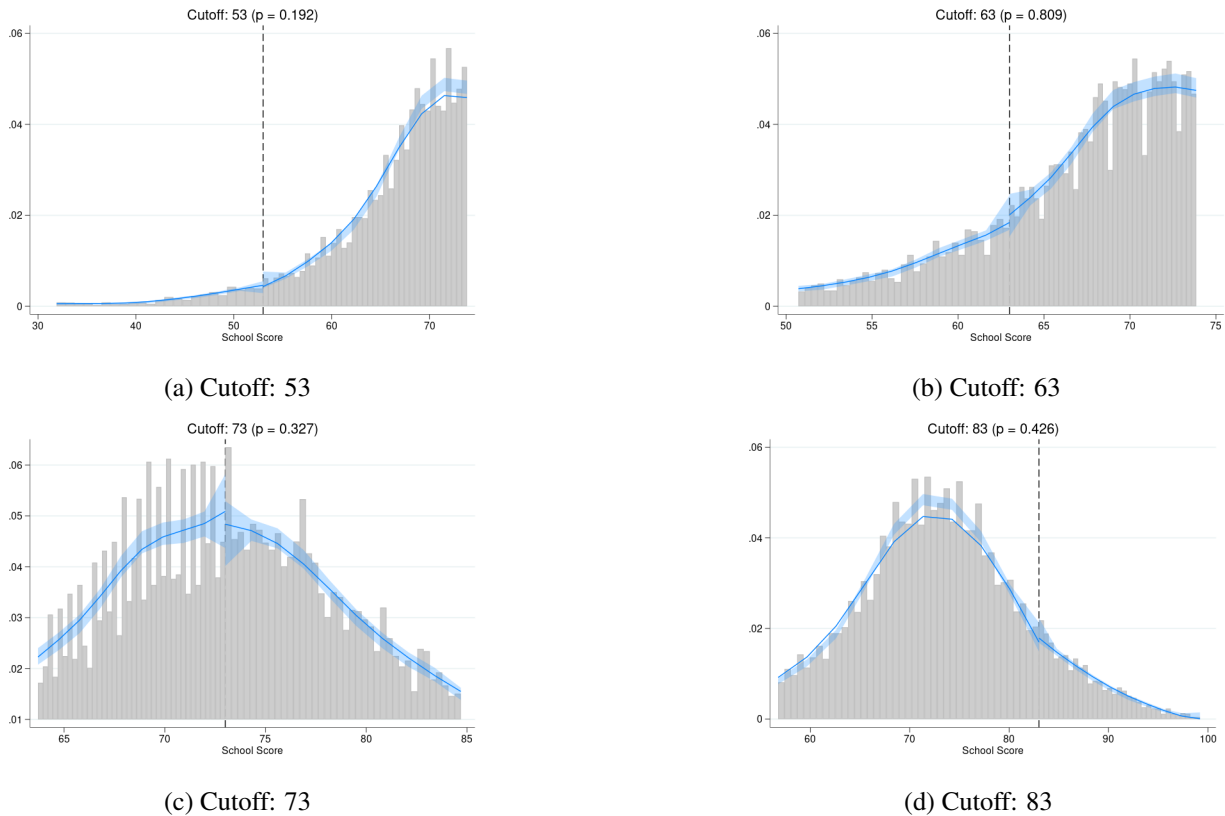 Cutoff: 53 (p = 0.192)
.06
.04
.02
0
30 40 50 60 70
School Score
(a) Cutoff: 53
Cutoff: 63 (p = 0.809)
.06
.04
.02
0
50 55 60 65 70 75
School Score
(b) Cutoff: 63
Cutoff: 73 (p = 0.327)
.06
.05
.04
.03
.02
.01
65 70 75 80 85
School Score
(c) Cutoff: 73
Cutoff: 83 (p = 0.426)
.06
.04
.02
0
60 70 80 90 100
School Score
(d) Cutoff: 83